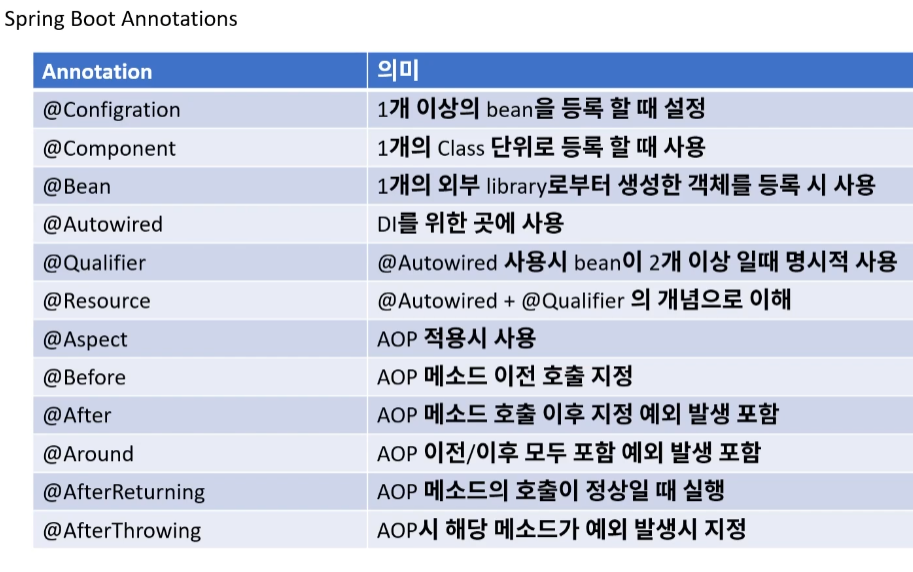 Spring Boot Annotations
Annotation 의미
@Configration 1개 이상의 bean을 등록 할 때 설정
@Component 1개의 Class 단위로 등록 할 때 사용
@Bean 1개의 외부 library로부터 생성한 객체를 등록 시 사용
@Autowired DI를 위한 곳에 사용
@Qualifier @Autowired 사용시 bean이 2개 이상 일때 명시적 사용
@Resource @Autowired + @Qualifier 의 개념으로 이해
@Aspect AOP 적용시 사용
@Before AOP 메소드 이전 호출 지정
@After AOP 메소드 호출 이후 지정 예외 발생 포함
@Around AOP 이전/이후 모두 포함 예외 발생 포함
@AfterReturning AOP 메소드의 호출이 정상일 때 실행
@AfterThrowing AOP시 해당 메소드가 예외 발생시 지정